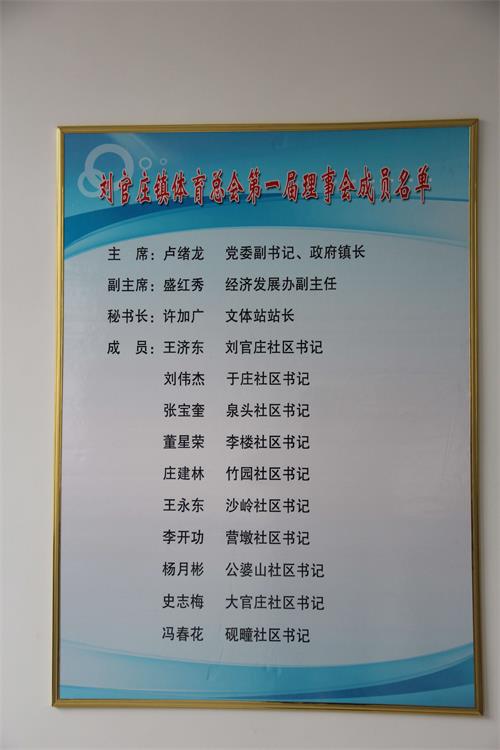 刘官庄镇体育总会第一届理事会成员名单
主　席：卢绪龙　党委副书记、政府镇长
副主席：盛红秀　经济发展办副主任
秘书长：许加广　文体站站长
成　员：王济东　刘官庄社区书记
刘伟杰　于庄社区书记
张宝奎　泉头社区书记
董星荣　李楼社区书记
庄建林　竹园社区书记
王永东　沙岭社区书记
李开功　营墩社区书记
杨月彬　公婆山社区书记
史志梅　大官庄社区书记
冯春花　砚疃社区书记